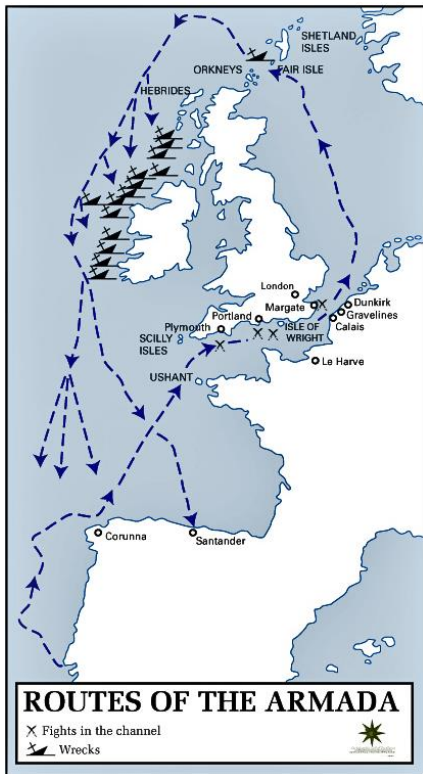 SHETLAND
ISLES
ORKNEYS
FAIR ISLE
HEBRIDES
London
Margate
Dunkirk
Gravelines
Calais
Portland
ISLE OF
WRIGHT
Plymouth
SCILLY
ISLES
Le Harve
USHANT
Corunna
Santander
ROUTES OF THE ARMADA
Fights in the channel
Wrecks